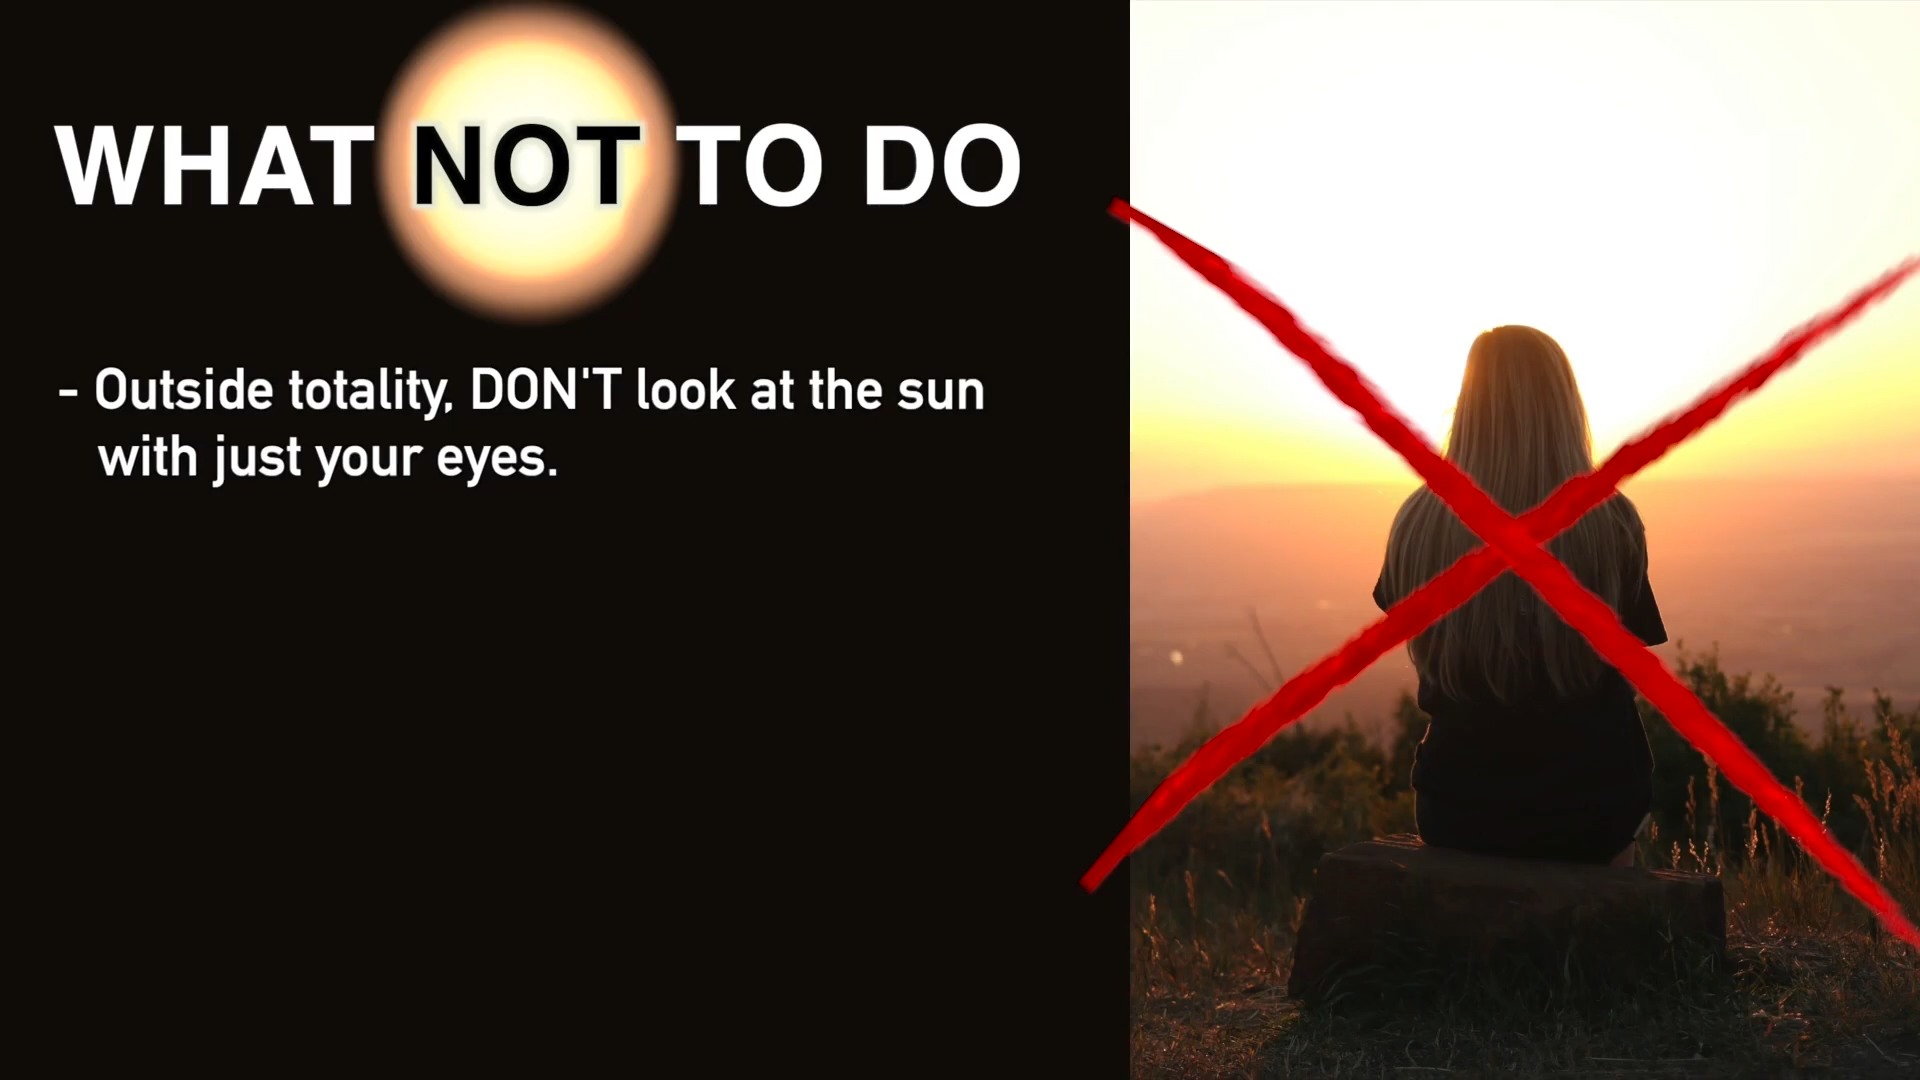 WHAT NOT TO DO
- Outside totality, DON'T look at the sun
with just your eyes.